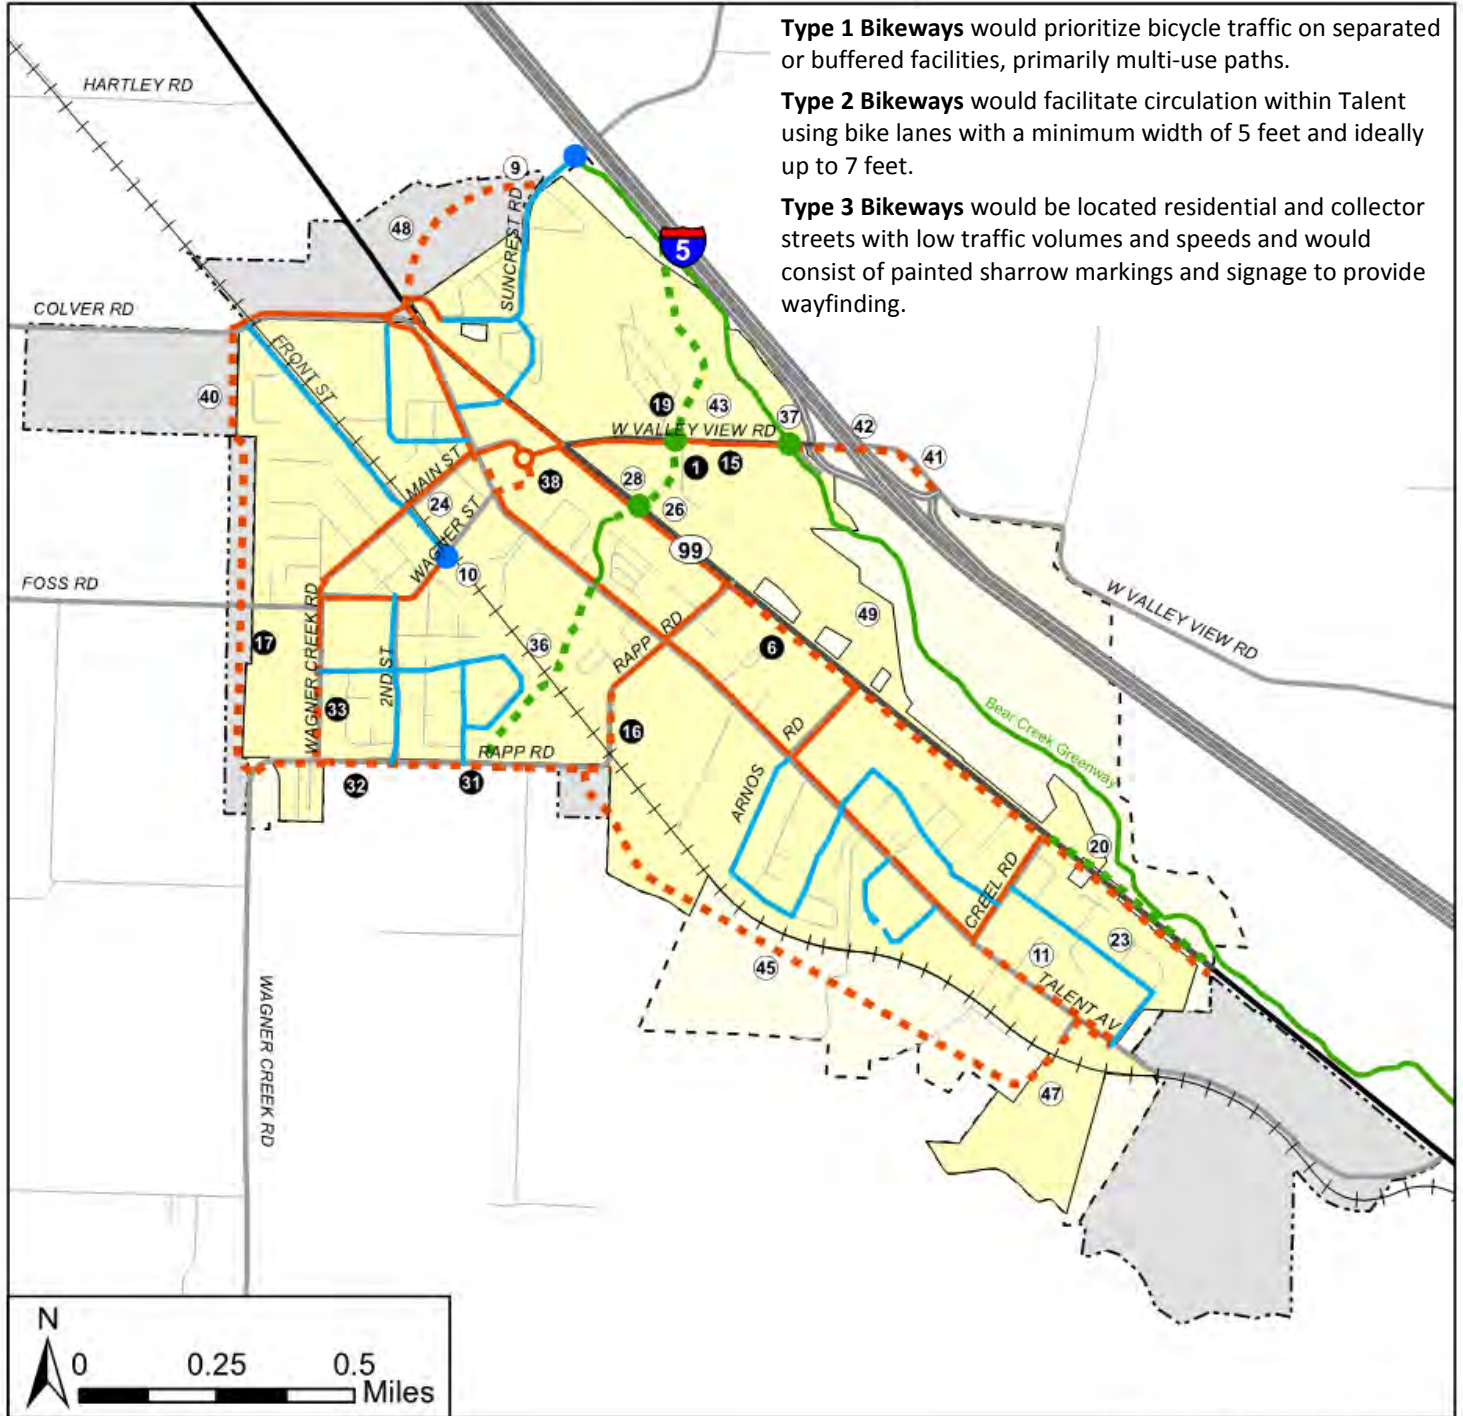 Type 1 Bikeways would prioritize bicycle traffic on separated
or buffered facilities, primarily multi-use paths.
Type 2 Bikeways would facilitate circulation within Talent
using bike lanes with a minimum width of 5 feet and ideally
up to 7 feet.
Type 3 Bikeways would be located residential and collector
streets with low traffic volumes and speeds and would
consist of painted sharrow markings and signage to provide
wayfinding.
HARTLEY RD
9
48
SUNCREST RD
5
COLVER RD
FRONT ST
40
19
43
37
W VALLEY VIEW RD
42
41
1
15
MAIN ST
38
28
24
26
WAGNER ST
99
10
FOSS RD
W VALLEY VIEW RD
49
17
36
RAPP RD
6
WAGNER CREEK RD
2ND ST
33
16
Bear Creek Greenway
RAPP RD
32
31
ARNOS RD
20
CREEL RD
23
11
45
TALENT AV
47
WAGNER CREEK RD
N
0 0.25 0.5
Miles